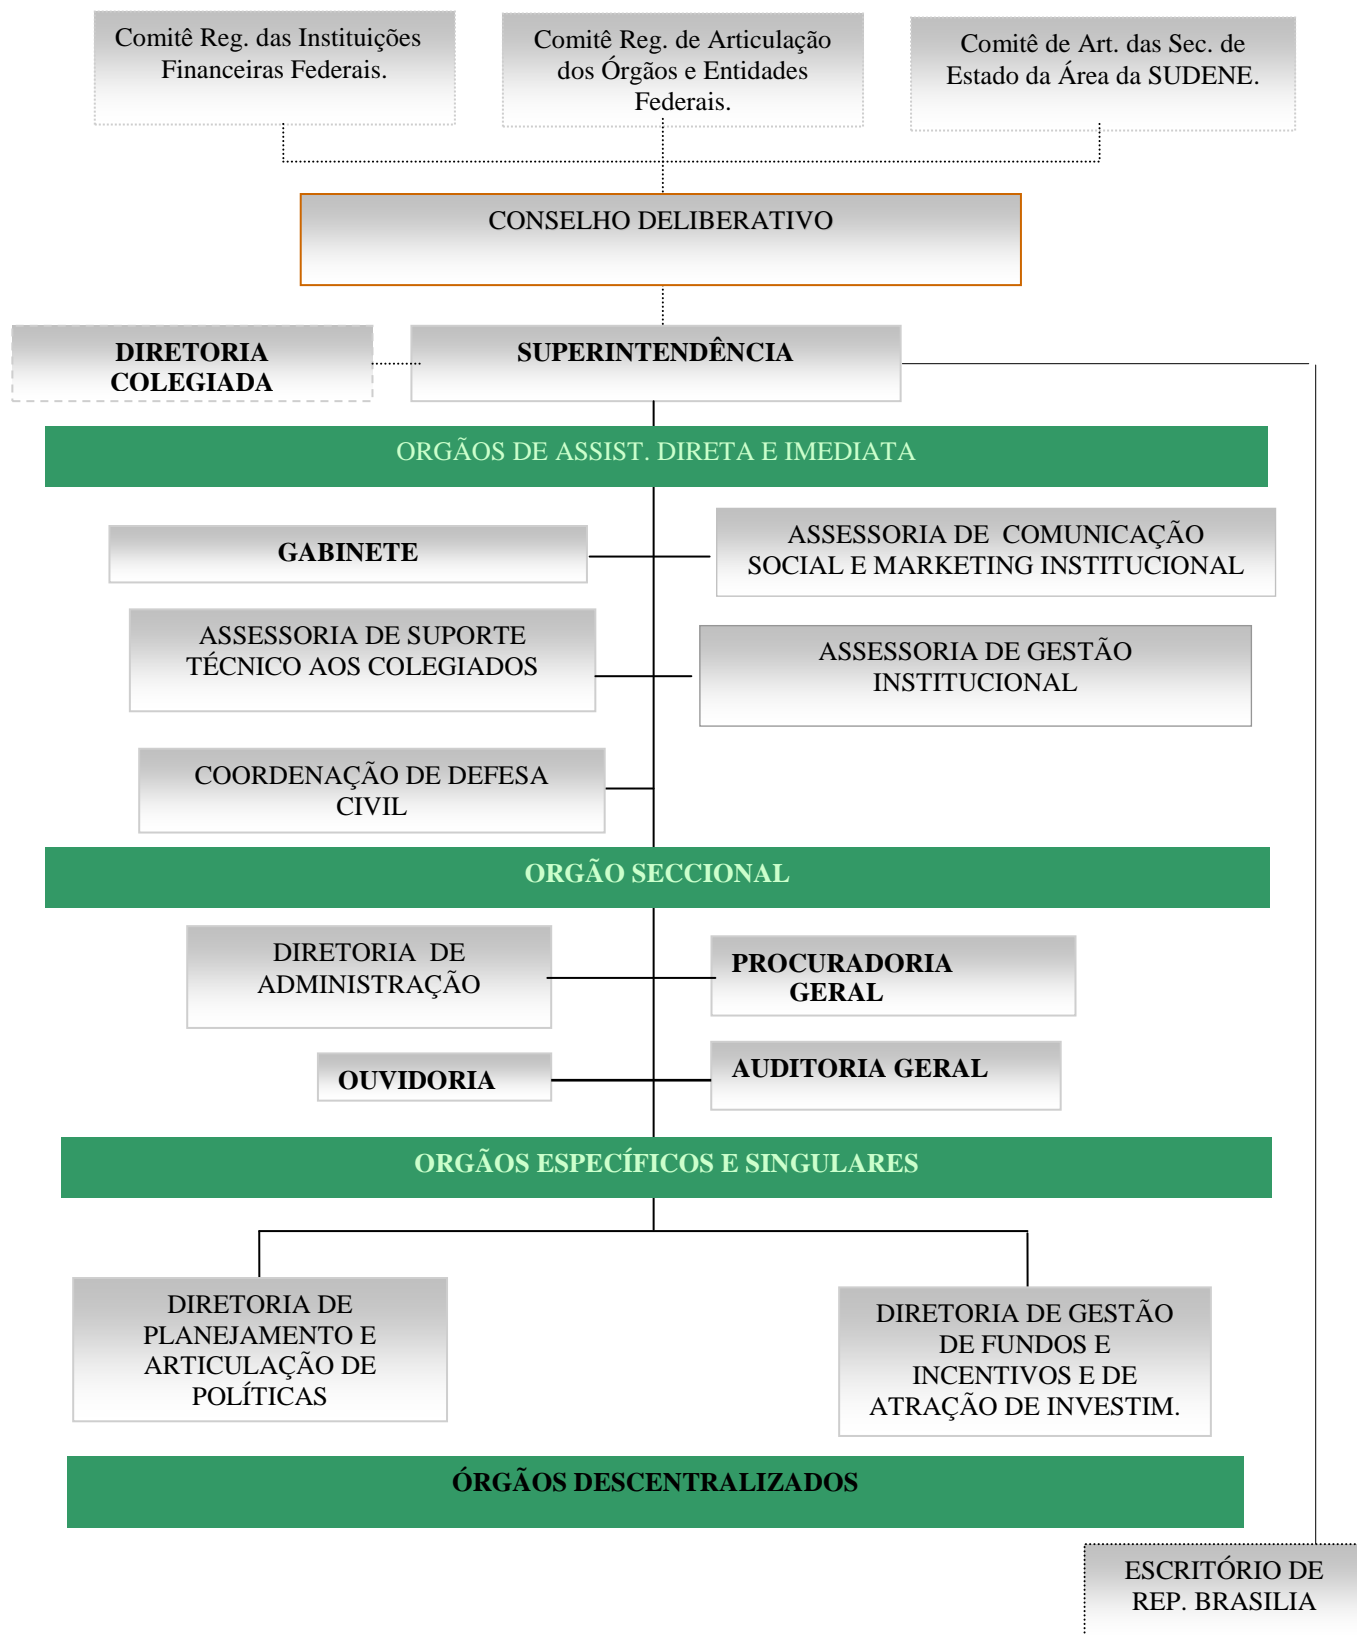 Comitê Reg. das Instituições
Financeiras Federais.
Comitê Reg. de Articulação
dos Órgãos e Entidades
Federais.
Comitê de Art. das Sec. de
Estado da Área da SUDENE.
CONSELHO DELIBERATIVO
DIRETORIA
COLEGIADA
SUPERINTENDÊNCIA
ORGÃOS DE ASSIST. DIRETA E IMEDIATA
GABINETE
ASSESSORIA DE COMUNICAÇÃO
SOCIAL E MARKETING INSTITUCIONAL
ASSESSORIA DE SUPORTE
TÉCNICO AOS COLEGIADOS
ASSESSORIA DE GESTÃO
INSTITUCIONAL
COORDENAÇÃO DE DEFESA
CIVIL
ORGÃO SECCIONAL
DIRETORIA DE
ADMINISTRAÇÃO
PROCURADORIA
GERAL
OUVIDORIA
AUDITORIA GERAL
ORGÃOS ESPECÍFICOS E SINGULARES
DIRETORIA DE
PLANEJAMENTO E
ARTICULAÇÃO DE
POLÍTICAS
DIRETORIA DE GESTÃO
DE FUNDOS E
INCENTIVOS E DE
ATRAÇÃO DE INVESTIM.
ÓRGÃOS DESCENTRALIZADOS
ESCRITÓRIO DE
REP. BRASILIA